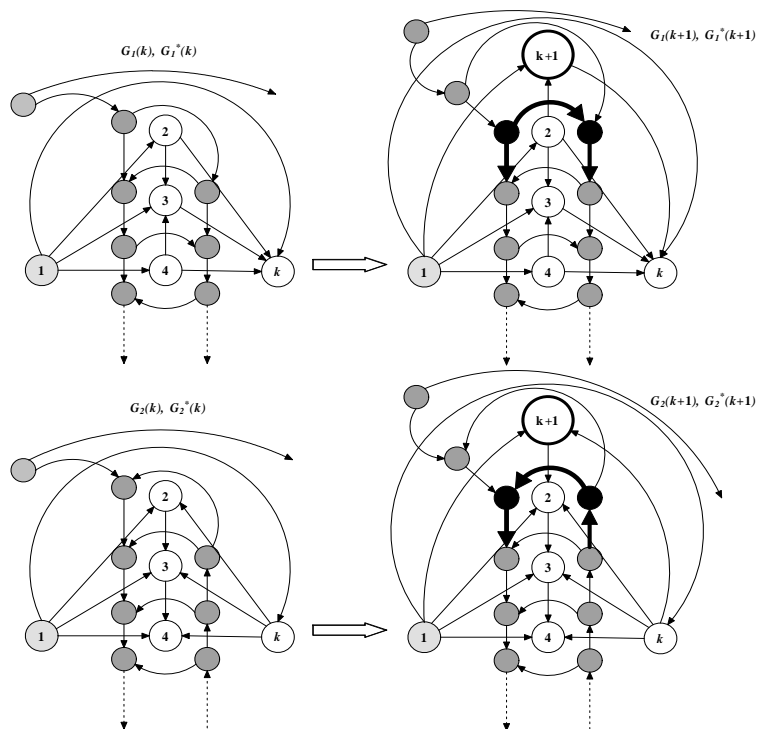 G1(k), G1*(k)
G1(k+1), G1*(k+1)
k+1
2
2
3
3
1
4
k
1
4
k
G2(k), G2*(k)
G2(k+1), G2*(k+1)
k+1
2
2
3
3
1
4
k
1
4
k